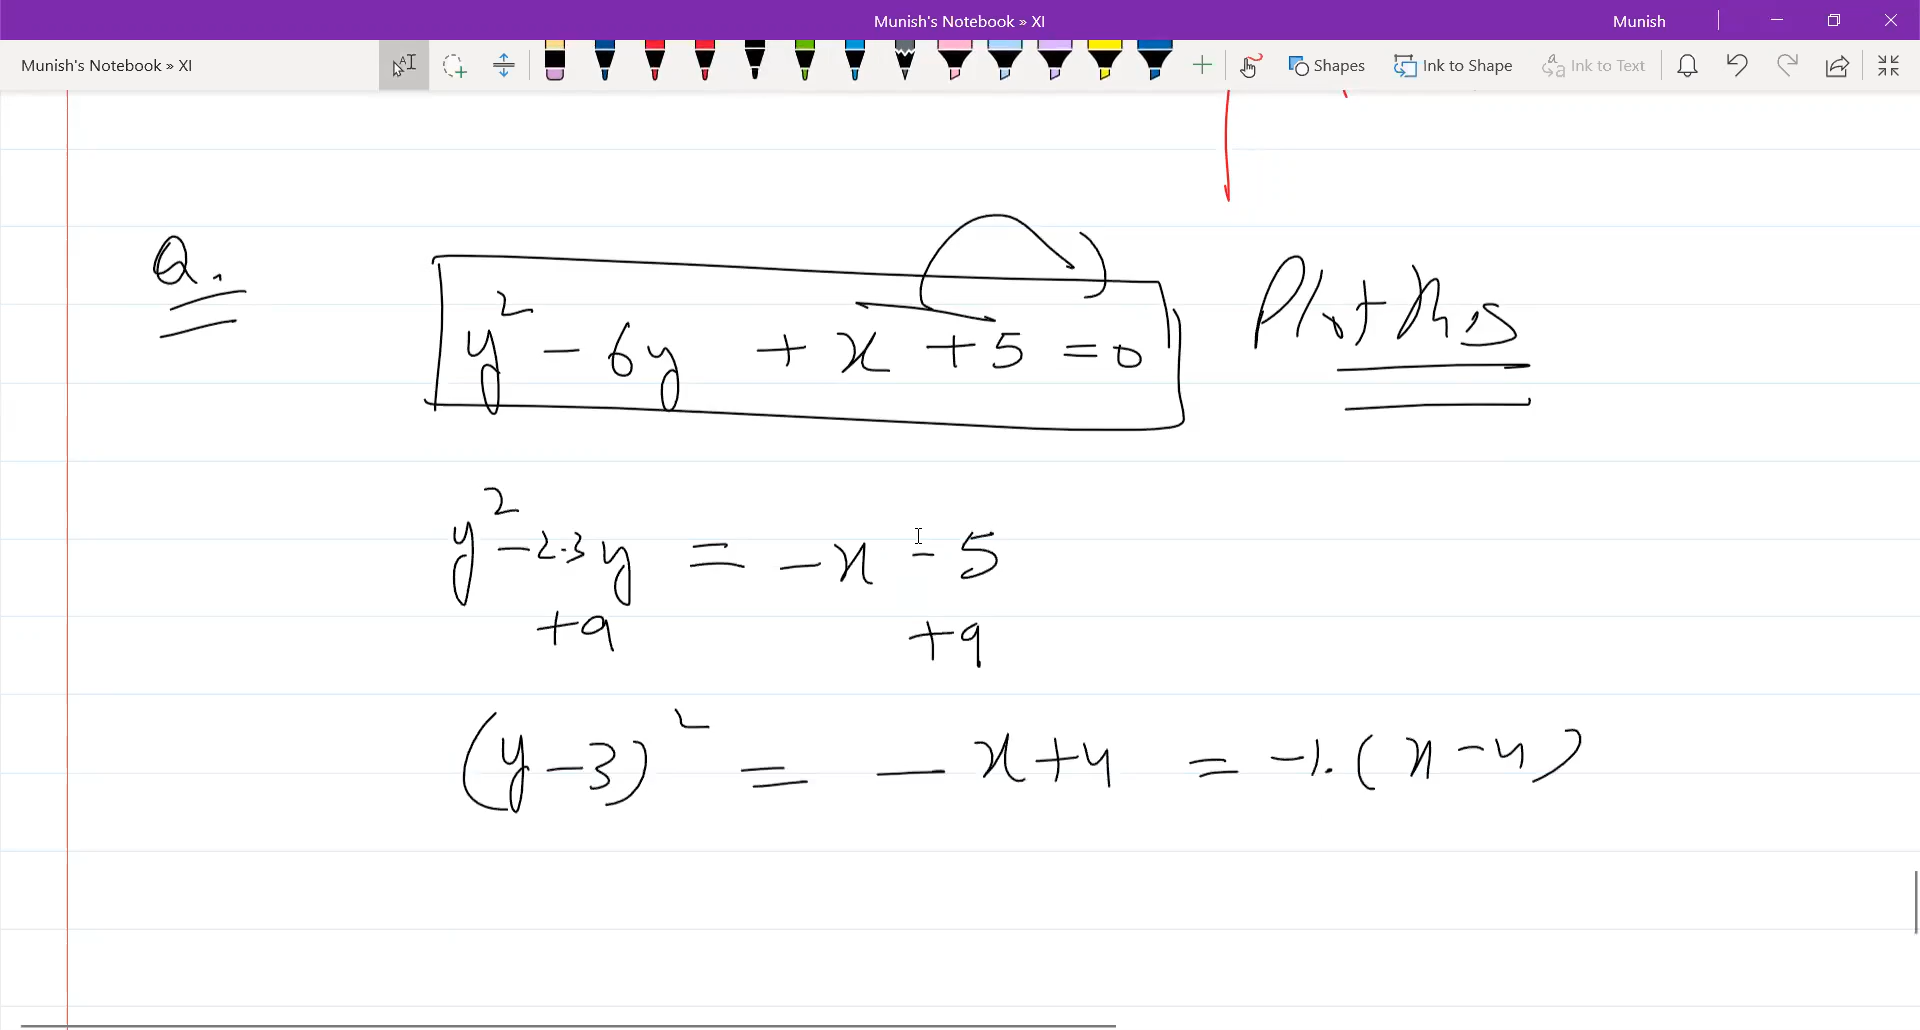 Munish's Notebook » XI
Munish
Munish's Notebook » XI
Shapes
Ink to Shape
Ink to Text
Q.
y² - 6y + x + 5 = 0
Plot this
y² - 2·3y = -x - 5
+9 +9
(y-3)² = -x+4 = -1.(x-4)